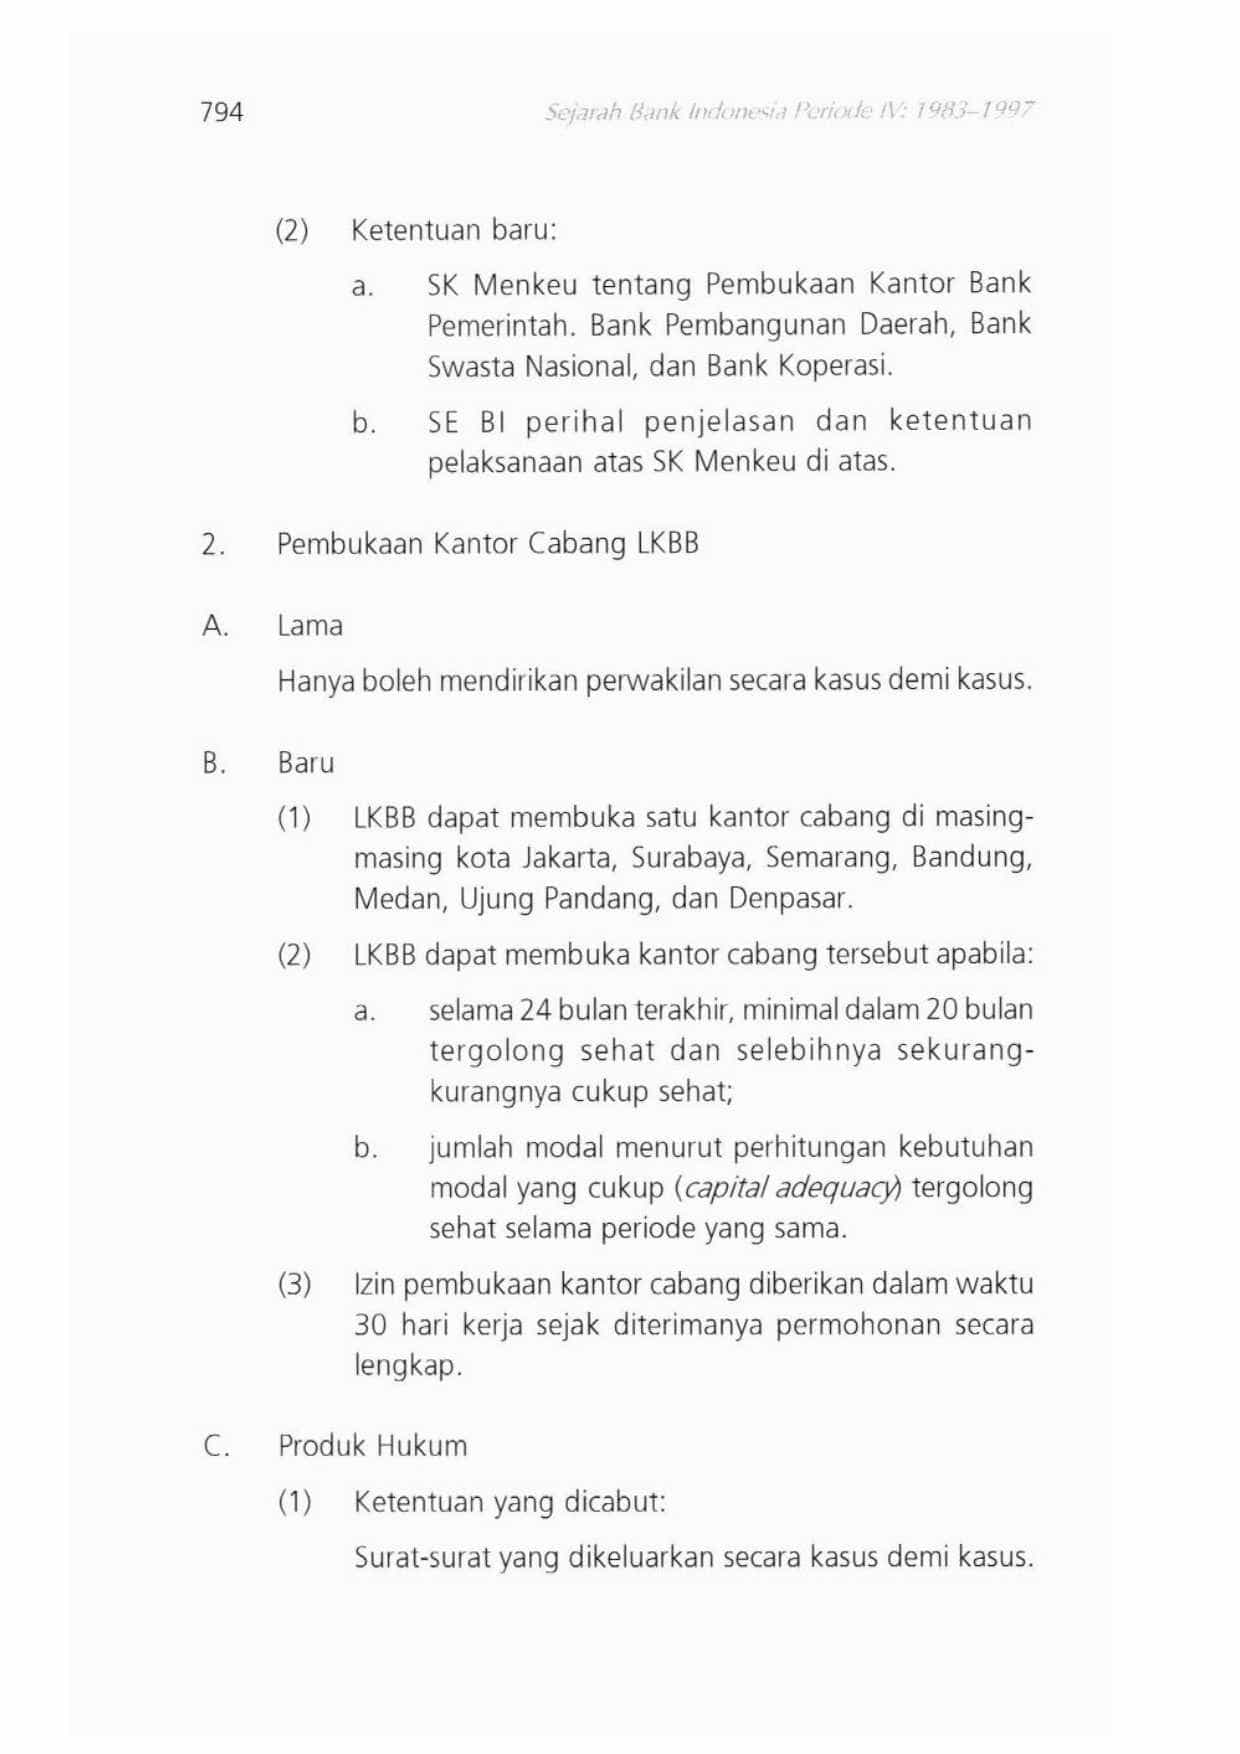 794
Sejarah Bank Indonesia Periode IV: 1983–1997
(2) Ketentuan baru:
a. SK Menkeu tentang Pembukaan Kantor Bank
Pemerintah. Bank Pembangunan Daerah, Bank
Swasta Nasional, dan Bank Koperasi.
b. SE BI perihal penjelasan dan ketentuan
pelaksanaan atas SK Menkeu di atas.
2. Pembukaan Kantor Cabang LKBB
A. Lama
Hanya boleh mendirikan perwakilan secara kasus demi kasus.
B. Baru
(1) LKBB dapat membuka satu kantor cabang di masing-
masing kota Jakarta, Surabaya, Semarang, Bandung,
Medan, Ujung Pandang, dan Denpasar.
(2) LKBB dapat membuka kantor cabang tersebut apabila:
a. selama 24 bulan terakhir, minimal dalam 20 bulan
tergolong sehat dan selebihnya sekurang-
kurangnya cukup sehat;
b. jumlah modal menurut perhitungan kebutuhan
modal yang cukup (capital adequacy) tergolong
sehat selama periode yang sama.
(3) Izin pembukaan kantor cabang diberikan dalam waktu
30 hari kerja sejak diterimanya permohonan secara
lengkap.
C. Produk Hukum
(1) Ketentuan yang dicabut:
Surat-surat yang dikeluarkan secara kasus demi kasus.